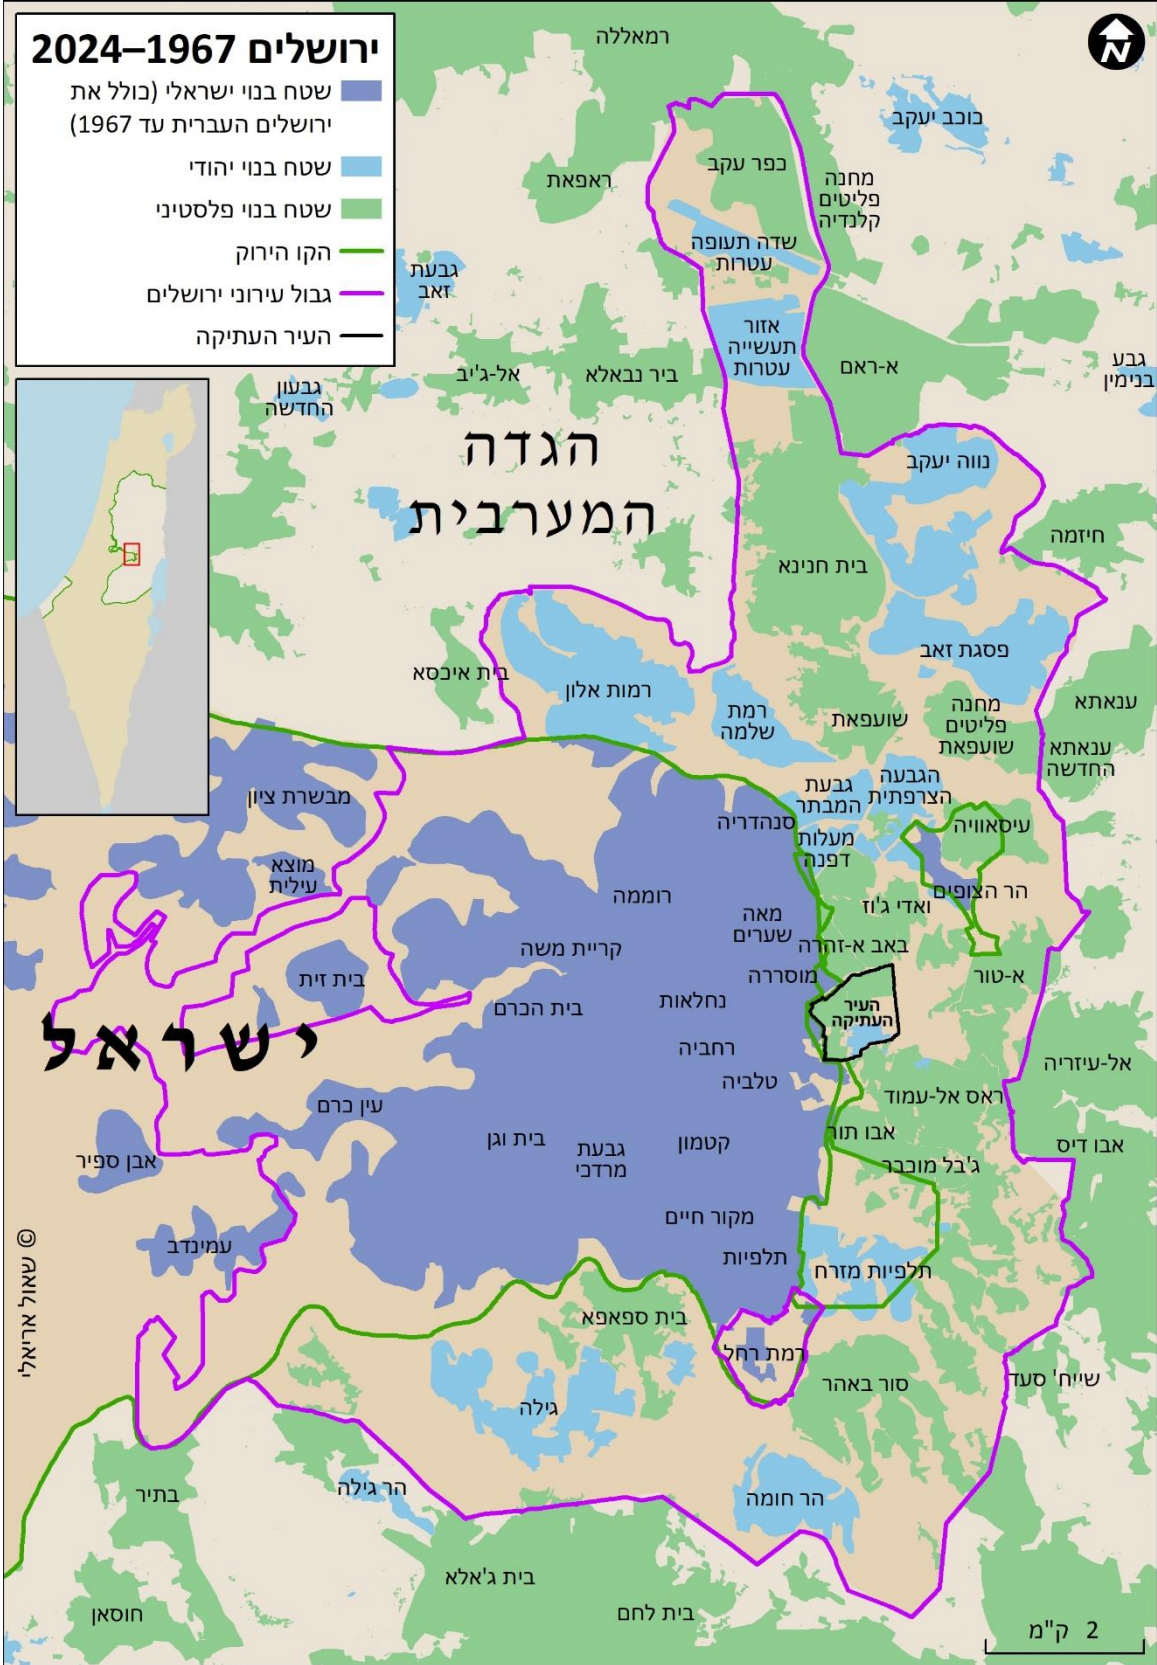 ירושלים 1967–2024
שטח בנוי ישראלי (כולל את
ירושלים העברית עד 1967)
שטח בנוי יהודי
שטח בנוי פלסטיני
הקו הירוק
גבול עירוני ירושלים
העיר העתיקה
N
רמאללה
כוכב יעקב
כפר עקב
מחנה
פליטים
קלנדיה
ראפאת
שדה תעופה
עטרות
גבעת
זאב
אזור
תעשייה
עטרות
א-ראם
גבע
בנימין
ביר נבאלא
אל-ג'יב
גבעון
החדשה
הגדה
המערבית
נווה יעקב
חיזמה
בית חנינא
פסגת זאב
בית איכסא
רמות אלון
רמת
שלמה
שועפאת
מחנה
פליטים
שועפאת
ענאתא
ענאתא
החדשה
הגבעה
הצרפתית
גבעת
המבתר
מבשרת ציון
סנהדריה
מעלות
דפנה
עיסאוויה
מוצא
עילית
רוממה
הר הצופים
ואדי ג'וז
מאה
שערים
באב א-זהרה
קריית משה
מוסררה
א-טור
בית זית
נחלאות
בית הכרם
העיר
העתיקה
ישראל
רחביה
טלביה
אל-עיזריה
ראס אל-עמוד
עין כרם
אבו תור
אבו דיס
קטמון
גבעת
מרדכי
בית וגן
אבן ספיר
ג'בל מוכבר
מקור חיים
עמינדב
תלפיות
תלפיות מזרח
בית ספאפא
רמת רחל
סור באהר
שייח' סעד
גילה
הר גילה
הר חומה
בתיר
בית ג'אלא
חוסאן
בית לחם
2 ק"מ
© שאול אריאלי